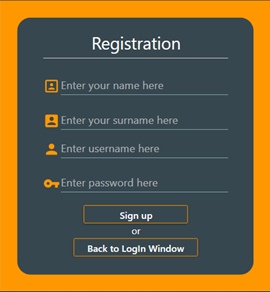 Registration
Enter your name here
Enter your surname here
Enter username here
Enter password here
Sign up
or
Back to LogIn Window